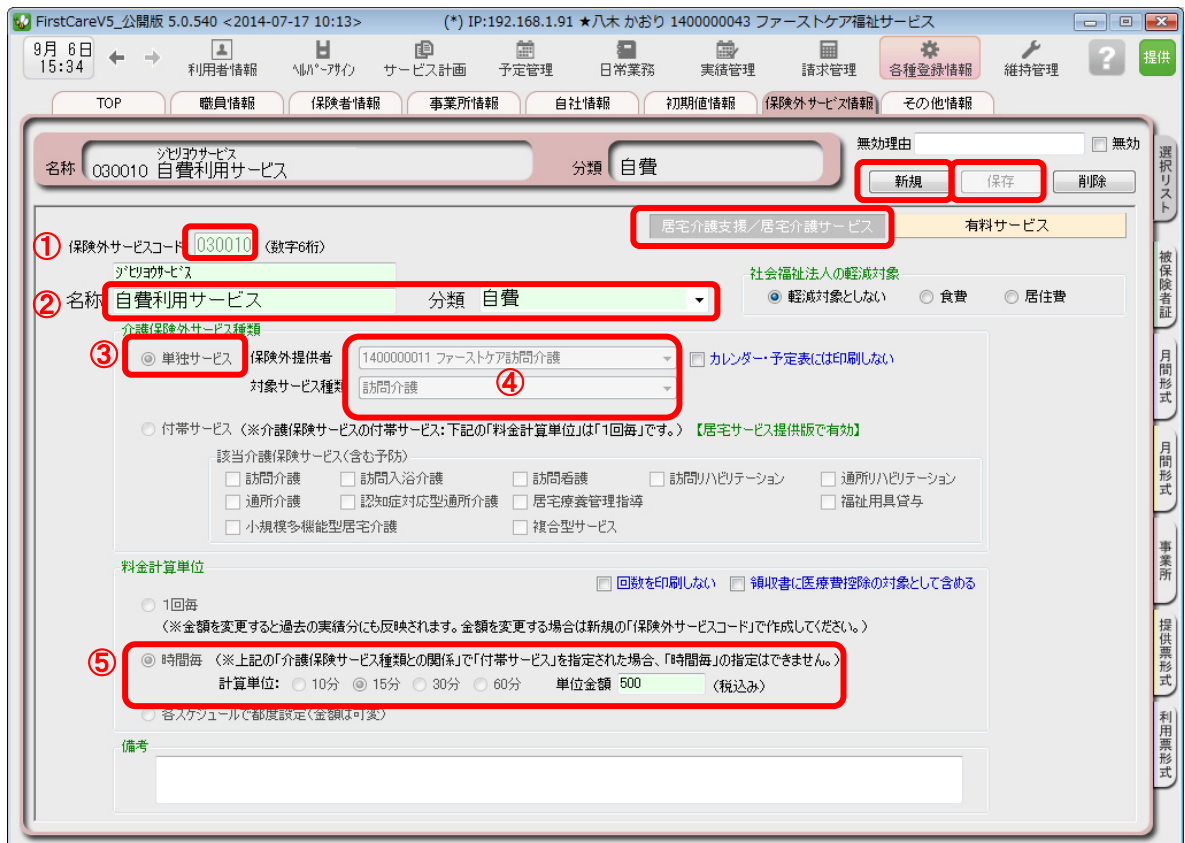 FirstCareV5_公開版 5.0.540 <2014-07-17 10:13> (*) IP:192.168.1.91 ★八木 かおり 1400000043 ファーストケア福祉サービス
9月 6日
15:34
利用者情報 ﾍﾙﾊﾟｰｱｻｲﾝ サービス計画 予定管理 日常業務 実績管理 請求管理 各種登録情報 維持管理 ? 提供
TOP 職員情報 保険者情報 事業所情報 自社情報 初期値情報 保険外ｻｰﾋﾞｽ情報 その他情報
無効理由 無効
ｼﾞﾋﾘﾖｳｻｰﾋﾞｽ
名称 030010 自費利用サービス 分類 自費
新規 保存 削除
居宅介護支援／居宅介護サービス 有料サービス
① 保険外サービスコード 030010 (数字6桁)
ｼﾞﾋﾘﾖｳｻｰﾋﾞｽ
② 名称 自費利用サービス 分類 自費
社会福祉法人の軽減対象
軽減対象としない 食費 居住費
介護保険外サービス種類
③ 単独サービス 保険外提供者 1400000011 ファーストケア訪問介護 カレンダー・予定表には印刷しない
④
対象サービス種類 訪問介護
付帯サービス (※介護保険サービスの付帯サービス：下記の「料金計算単位」は「1回毎」です。) 【居宅サービス提供版で有効】
該当介護保険サービス(含む予防)
訪問介護 訪問入浴介護 訪問看護 訪問リハビリテーション 通所リハビリテーション
通所介護 認知症対応型通所介護 居宅療養管理指導 福祉用具貸与
小規模多機能型居宅介護 複合型サービス
料金計算単位
回数を印刷しない 領収書に医療費控除の対象として含める
1回毎
(※金額を変更すると過去の実績分にも反映されます。金額を変更する場合は新規の「保険外サービスコード」で作成してください。)
⑤ 時間毎 (※上記の「介護保険サービス種類との関係」で「付帯サービス」を指定された場合、「時間毎」の指定はできません。)
計算単位: 10分 15分 30分 60分 単位金額 500 (税込み)
各スケジュールで都度設定(金額は可変)
備考
選択リスト
被保険者証
月間形式
月間形式
事業所
提供票形式
利用票形式